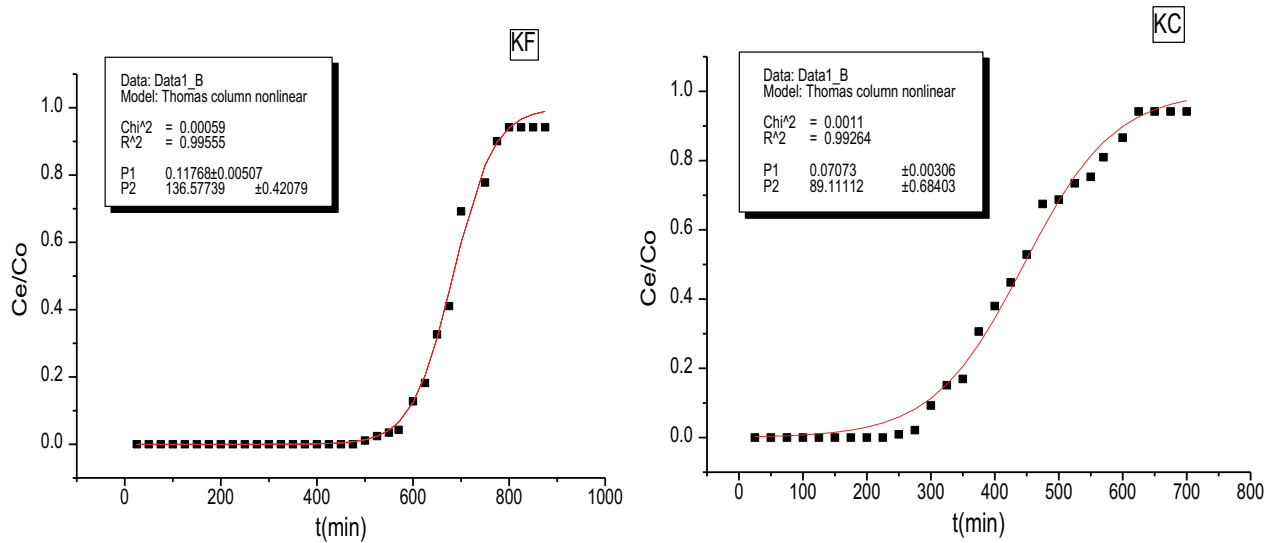 KF
Data: Data1_B
Model: Thomas column nonlinear
Chi^2 = 0.00059
R^2 = 0.99555
P1 0.11768±0.00507
P2 136.57739 ±0.42079
1.0
0.8
0.6
0.4
0.2
0.0
Ce/Co
0 200 400 600 800 1000
t(min)
KC
Data: Data1_B
Model: Thomas column nonlinear
Chi^2 = 0.0011
R^2 = 0.99264
P1 0.07073 ±0.00306
P2 89.11112 ±0.68403
1.0
0.8
0.6
0.4
0.2
0.0
Ce/Co
0 100 200 300 400 500 600 700 800
t(min)